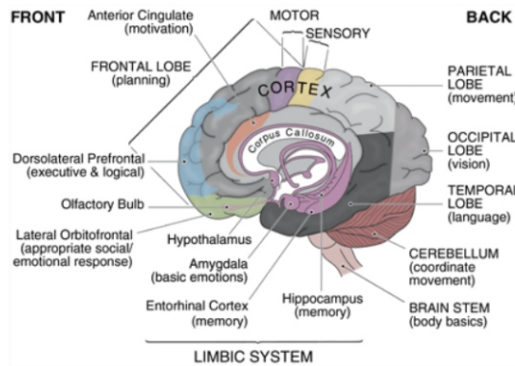 FRONT
Anterior Cingulate
(motivation)
MOTOR
SENSORY
BACK
FRONTAL LOBE
(planning)
CORTEX
PARIETAL
LOBE
(movement)
Corpus Callosum
OCCIPITAL
LOBE
(vision)
Dorsolateral Prefrontal
(executive & logical)
TEMPORAL
LOBE
(language)
Olfactory Bulb
Lateral Orbitofrontal
(appropriate social/
emotional response)
Hypothalamus
Amygdala
(basic emotions)
Entorhinal Cortex
(memory)
Hippocampus
(memory)
CEREBELLUM
(coordinate
movement)
BRAIN STEM
(body basics)
LIMBIC SYSTEM